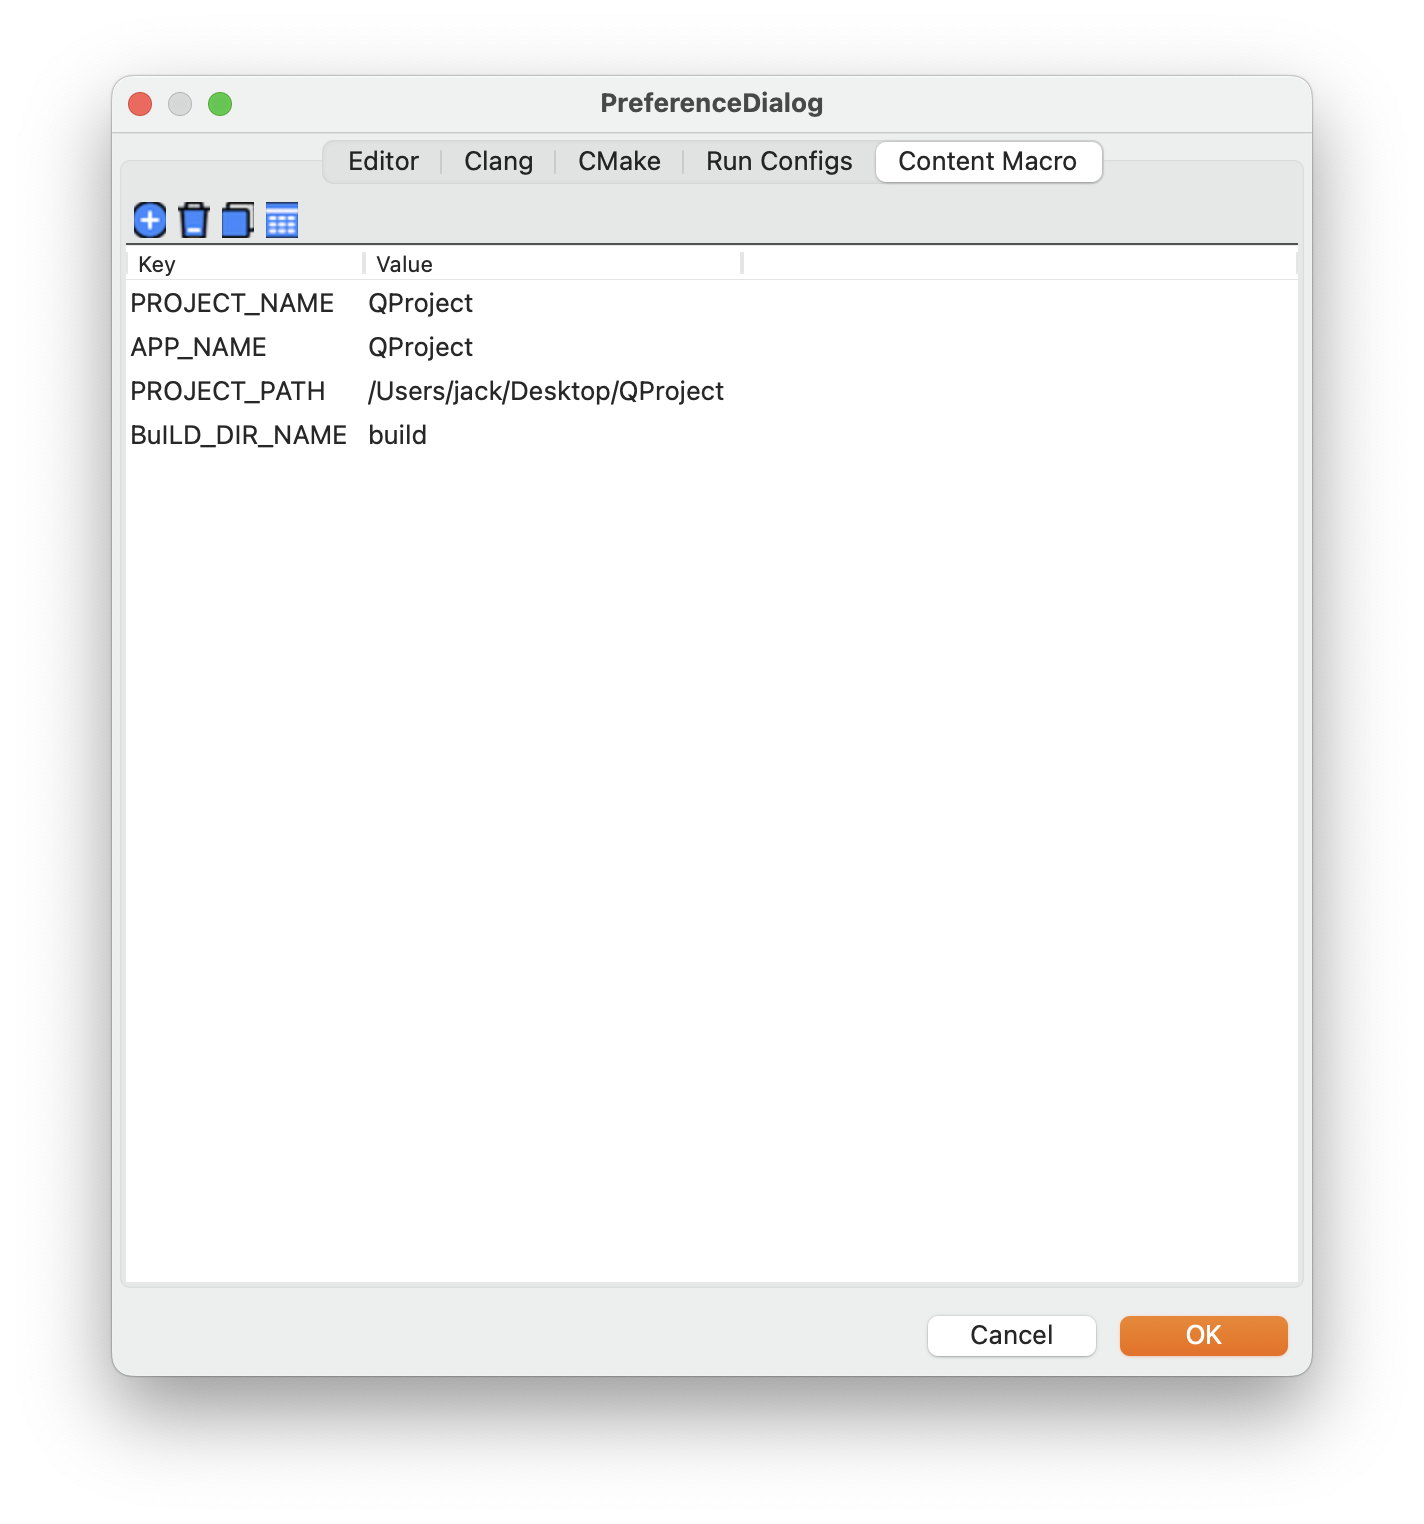 PreferenceDialog
Editor Clang CMake Run Configs Content Macro
Key Value
PROJECT_NAME QProject
APP_NAME QProject
PROJECT_PATH /Users/jack/Desktop/QProject
BuILD_DIR_NAME build
Cancel OK